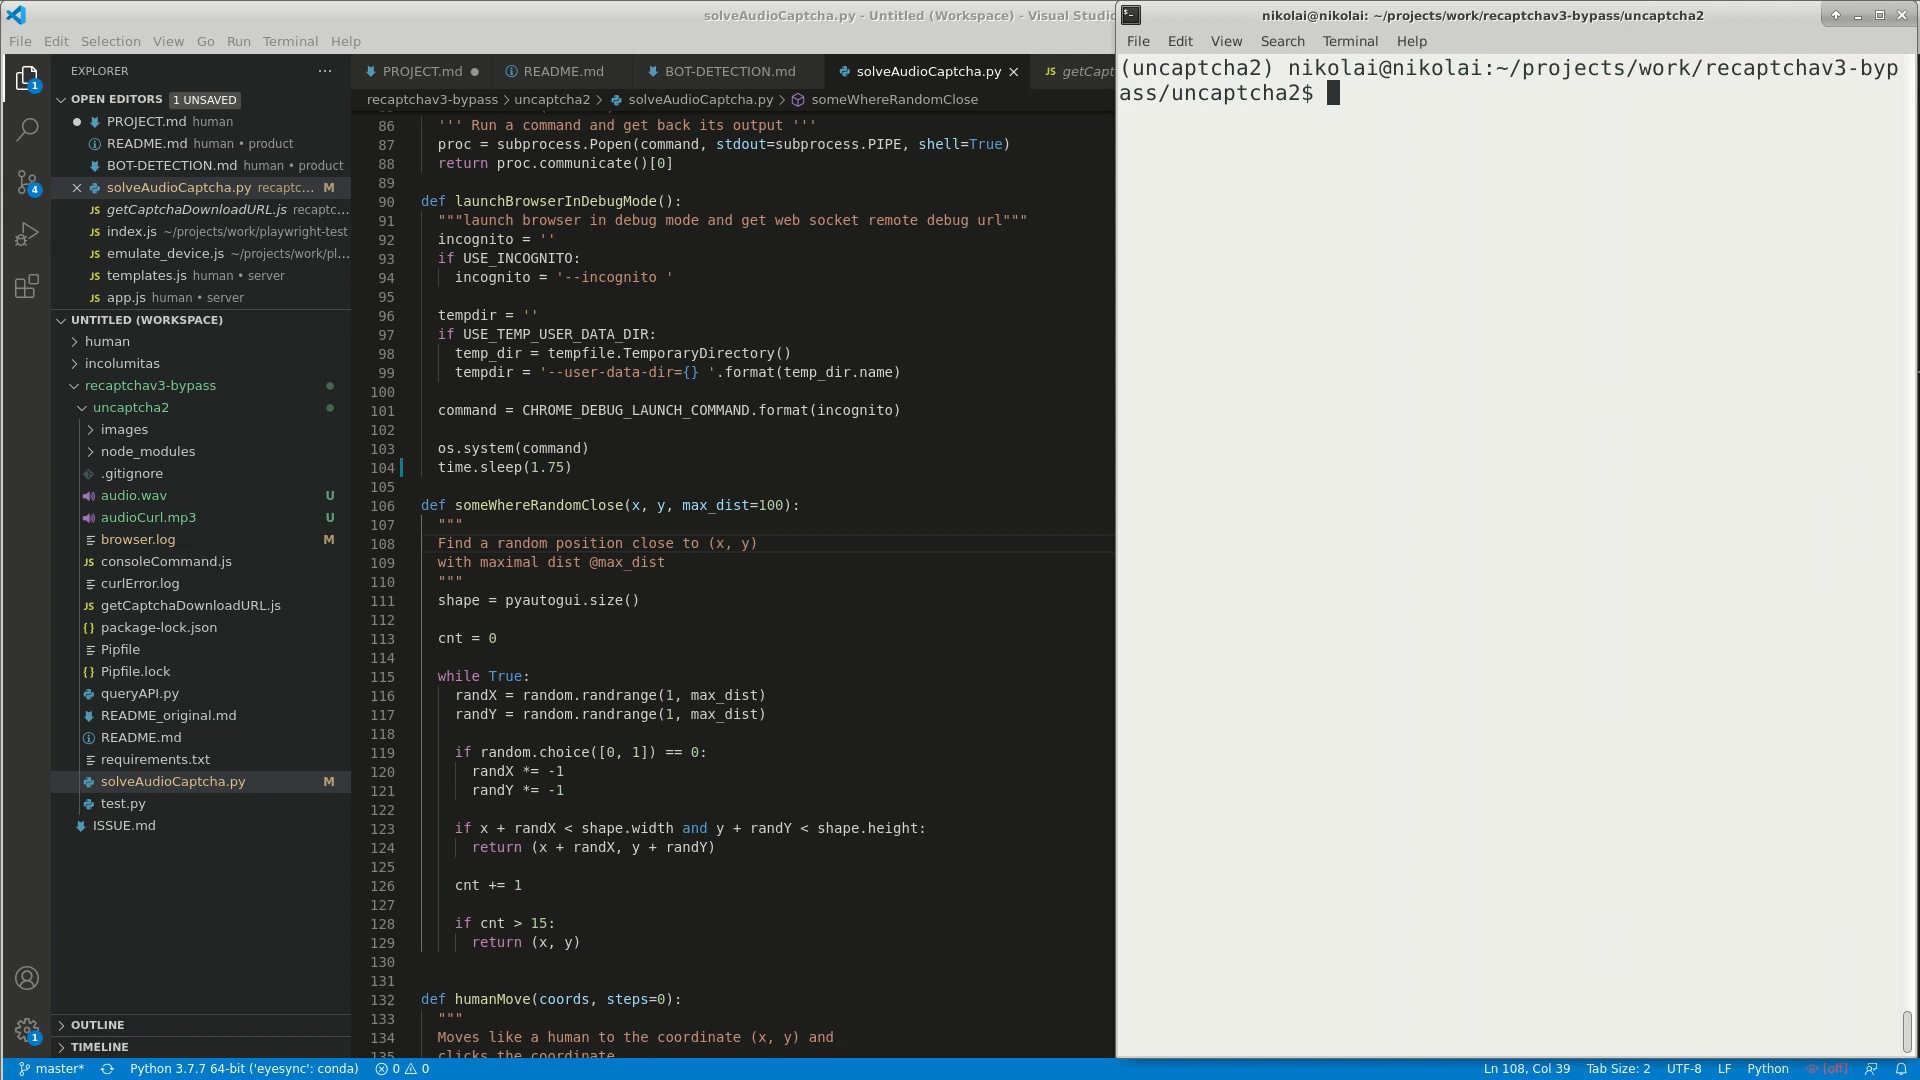 solveAudioCaptcha.py - Untitled (Workspace) - Visual Studio
File Edit Selection View Go Run Terminal Help
EXPLORER ···
OPEN EDITORS 1 UNSAVED
PROJECT.md human
README.md human • product
BOT-DETECTION.md human • product
solveAudioCaptcha.py recaptc... M
JS getCaptchaDownloadURL.js recaptc...
JS index.js ~/projects/work/playwright-test
JS emulate_device.js ~/projects/work/pl...
JS templates.js human • server
JS app.js human • server
UNTITLED (WORKSPACE)
human
incolumitas
recaptchav3-bypass
uncaptcha2
images
node_modules
.gitignore
audio.wav U
audioCurl.mp3 U
browser.log M
JS consoleCommand.js
curlError.log
JS getCaptchaDownloadURL.js
{} package-lock.json
Pipfile
{} Pipfile.lock
queryAPI.py
README_original.md
README.md
requirements.txt
solveAudioCaptcha.py M
test.py
ISSUE.md
OUTLINE
TIMELINE
1
4
1
PROJECT.md README.md BOT-DETECTION.md solveAudioCaptcha.py JS getCapt
recaptchav3-bypass > uncaptcha2 > solveAudioCaptcha.py > someWhereRandomClose
86 ''' Run a command and get back its output '''
87 proc = subprocess.Popen(command, stdout=subprocess.PIPE, shell=True)
88 return proc.communicate()[0]
89
90 def launchBrowserInDebugMode():
91 """launch browser in debug mode and get web socket remote debug url"""
92 incognito = ''
93 if USE_INCOGNITO:
94 incognito = '--incognito '
95
96 tempdir = ''
97 if USE_TEMP_USER_DATA_DIR:
98 temp_dir = tempfile.TemporaryDirectory()
99 tempdir = '--user-data-dir={} '.format(temp_dir.name)
100
101 command = CHROME_DEBUG_LAUNCH_COMMAND.format(incognito)
102
103 os.system(command)
104 time.sleep(1.75)
105
106 def someWhereRandomClose(x, y, max_dist=100):
107 """
108 Find a random position close to (x, y)
109 with maximal dist @max_dist
110 """
111 shape = pyautogui.size()
112
113 cnt = 0
114
115 while True:
116 randX = random.randrange(1, max_dist)
117 randY = random.randrange(1, max_dist)
118
119 if random.choice([0, 1]) == 0:
120 randX *= -1
121 randY *= -1
122
123 if x + randX < shape.width and y + randY < shape.height:
124 return (x + randX, y + randY)
125
126 cnt += 1
127
128 if cnt > 15:
129 return (x, y)
130
131
132 def humanMove(coords, steps=0):
133 """
134 Moves like a human to the coordinate (x, y) and
135 clicks the coordinate
nikolai@nikolai: ~/projects/work/recaptchav3-bypass/uncaptcha2
File Edit View Search Terminal Help
(uncaptcha2) nikolai@nikolai:~/projects/work/recaptchav3-byp
ass/uncaptcha2$
master* Python 3.7.7 64-bit ('eyesync': conda) 0 0 Ln 108, Col 39 Tab Size: 2 UTF-8 LF Python [off]